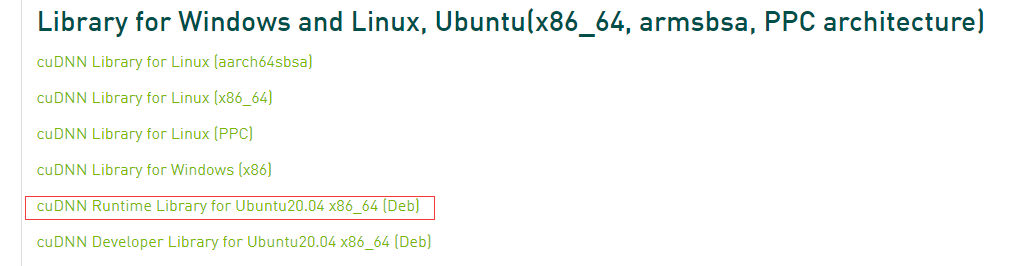 Library for Windows and Linux, Ubuntu(x86_64, armsbsa, PPC architecture)
cuDNN Library for Linux (aarch64sbsa)
cuDNN Library for Linux (x86_64)
cuDNN Library for Linux (PPC)
cuDNN Library for Windows (x86)
cuDNN Runtime Library for Ubuntu20.04 x86_64 (Deb)
cuDNN Developer Library for Ubuntu20.04 x86_64 (Deb)